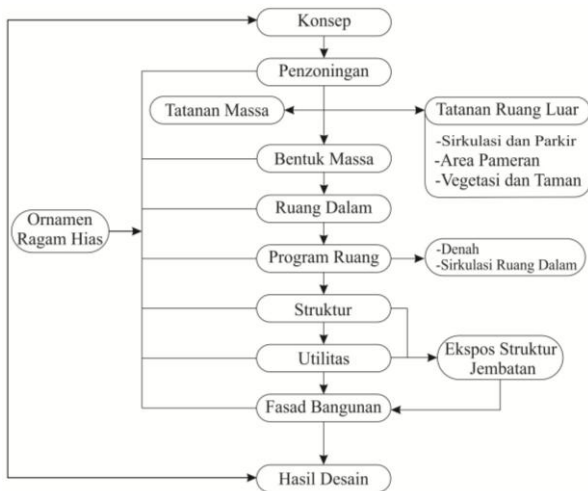 Konsep
Penzoningan
Tatanan Massa
Tatanan Ruang Luar
-Sirkulasi dan Parkir
-Area Pameran
-Vegetasi dan Taman
Bentuk Massa
Ruang Dalam
Ornamen
Ragam Hias
Program Ruang
-Denah
-Sirkulasi Ruang Dalam
Struktur
Utilitas
Ekspos Struktur
Jembatan
Fasad Bangunan
Hasil Desain